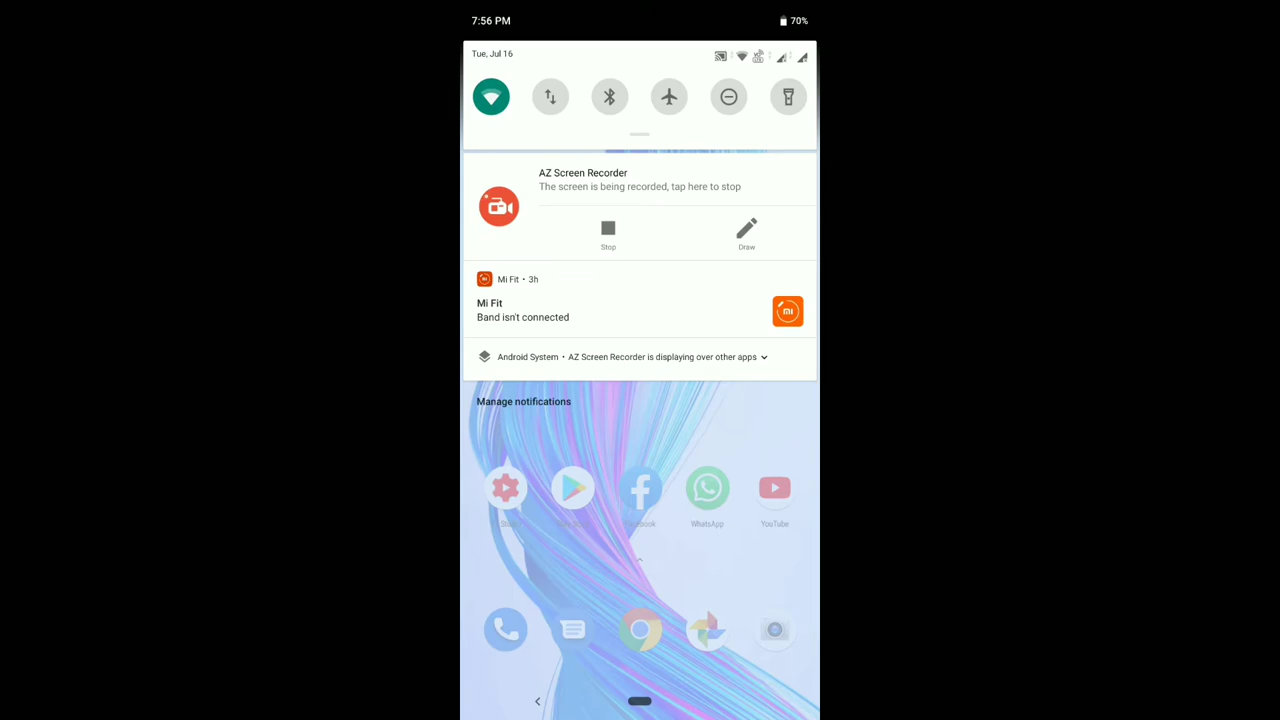 7:56 PM
70%
Tue, Jul 16
AZ Screen Recorder
The screen is being recorded, tap here to stop
Stop
Draw
Mi Fit • 3h
Mi Fit
Band isn't connected
Android System • AZ Screen Recorder is displaying over other apps
Manage notifications
Facebook
WhatsApp
YouTube